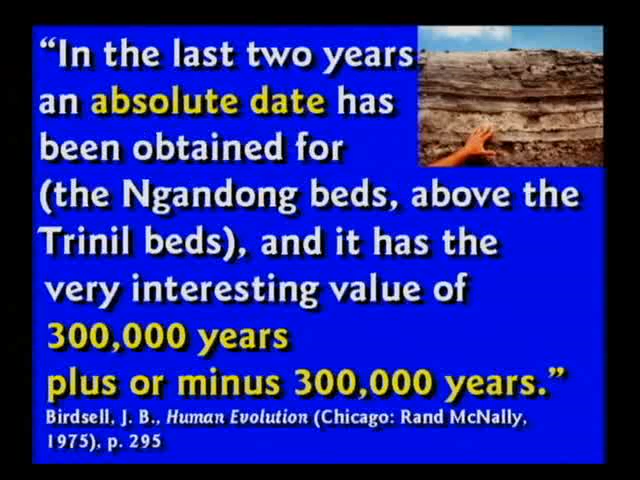 “In the last two years
an absolute date has
been obtained for
(the Ngandong beds, above the
Trinil beds), and it has the
very interesting value of
300,000 years
plus or minus 300,000 years.”
Birdsell, J. B., Human Evolution (Chicago: Rand McNally,
1975), p. 295